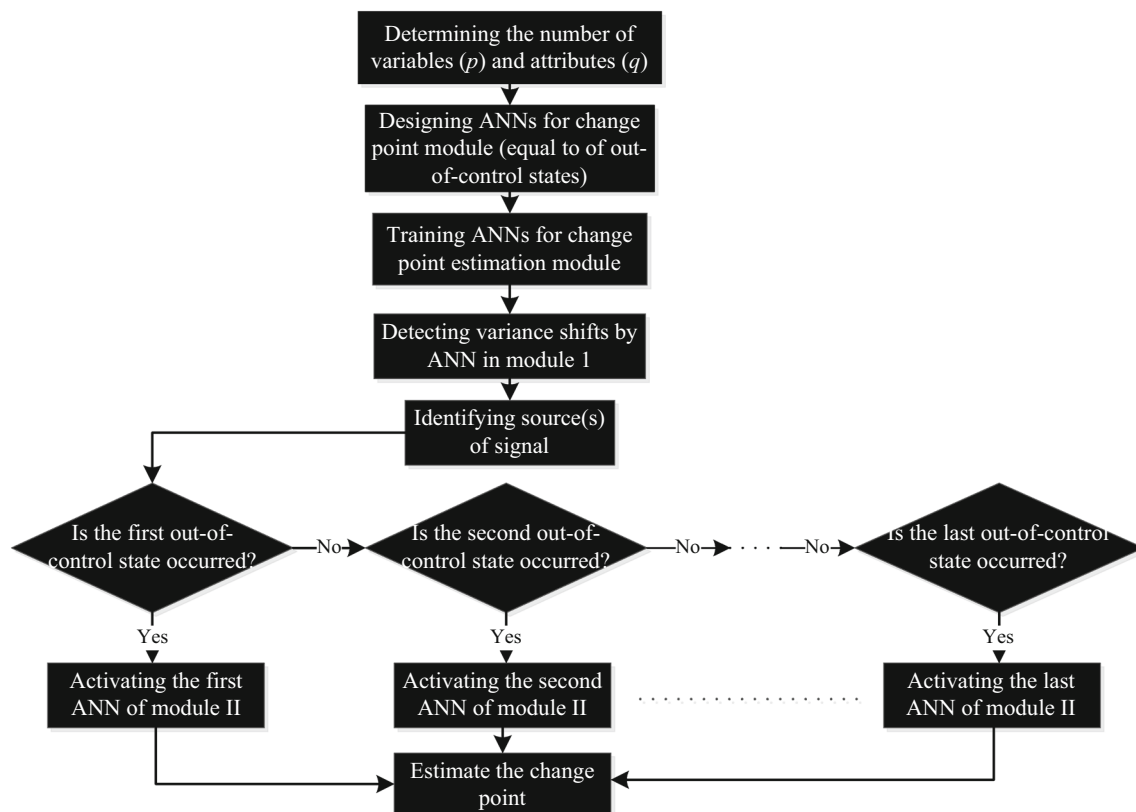 Determining the number of
variables (p) and attributes (q)
Designing ANNs for change
point module (equal to of out-
of-control states)
Training ANNs for change
point estimation module
Detecting variance shifts by
ANN in module 1
Identifying source(s)
of signal
Is the first out-of-
control state occurred?
No
Is the second out-of-
control state occurred?
No
. . . .
No
Is the last out-of-control
state occurred?
Yes
Yes
Yes
Activating the first
ANN of module II
Activating the second
ANN of module II
Activating the last
ANN of module II
Estimate the change
point